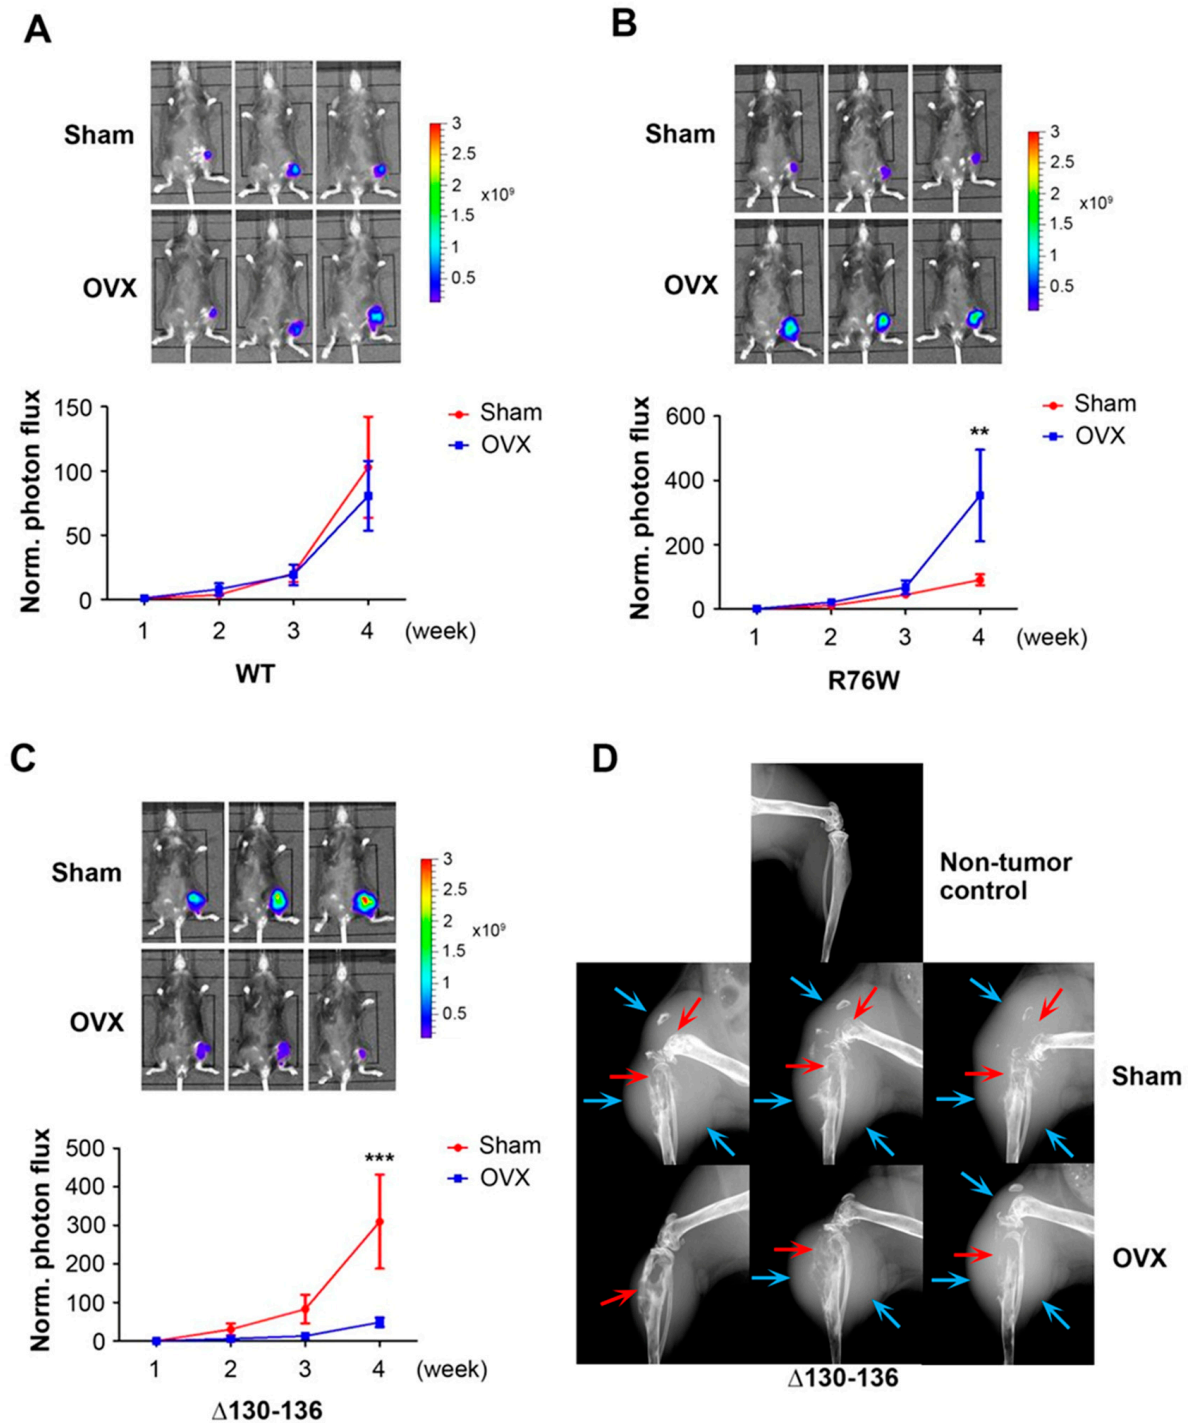 A
Sham
OVX
3
2.5
2
1.5
1
0.5
x10⁹
Norm. photon flux
150
100
50
0
1 2 3 4 (week)
Sham
OVX
WT
B
Sham
OVX
3
2.5
2
1.5
1
0.5
x10⁹
Norm. photon flux
600
400
200
0
**
1 2 3 4 (week)
Sham
OVX
R76W
C
Sham
OVX
3
2.5
2
1.5
1
0.5
x10⁹
Norm. photon flux
500
400
300
200
100
0
***
1 2 3 4 (week)
Sham
OVX
Δ130-136
D
Non-tumor
control
Sham
OVX
Δ130-136